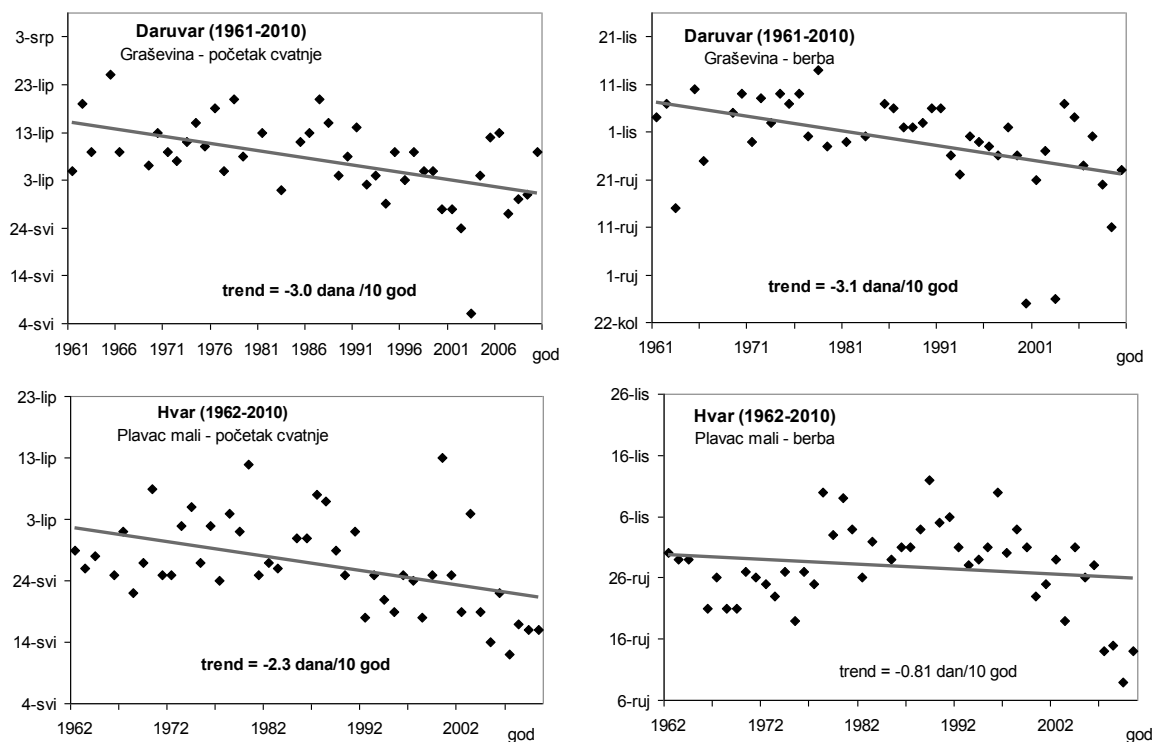 Daruvar (1961-2010)
Graševina - početak cvatnje
3-srp
23-lip
13-lip
3-lip
24-svi
14-svi
4-svi
trend = -3.0 dana /10 god
1961 1966 1971 1976 1981 1986 1991 1996 2001 2006
god
Daruvar (1961-2010)
Graševina - berba
21-lis
11-lis
1-lis
21-ruj
11-ruj
1-ruj
22-kol
trend = -3.1 dana/10 god
1961 1971 1981 1991 2001
god
Hvar (1962-2010)
Plavac mali - početak cvatnje
23-lip
13-lip
3-lip
24-svi
14-svi
4-svi
trend = -2.3 dana/10 god
1962 1972 1982 1992 2002
god
Hvar (1962-2010)
Plavac mali - berba
26-lis
16-lis
6-lis
26-ruj
16-ruj
6-ruj
trend = -0.81 dan/10 god
1962 1972 1982 1992 2002
god